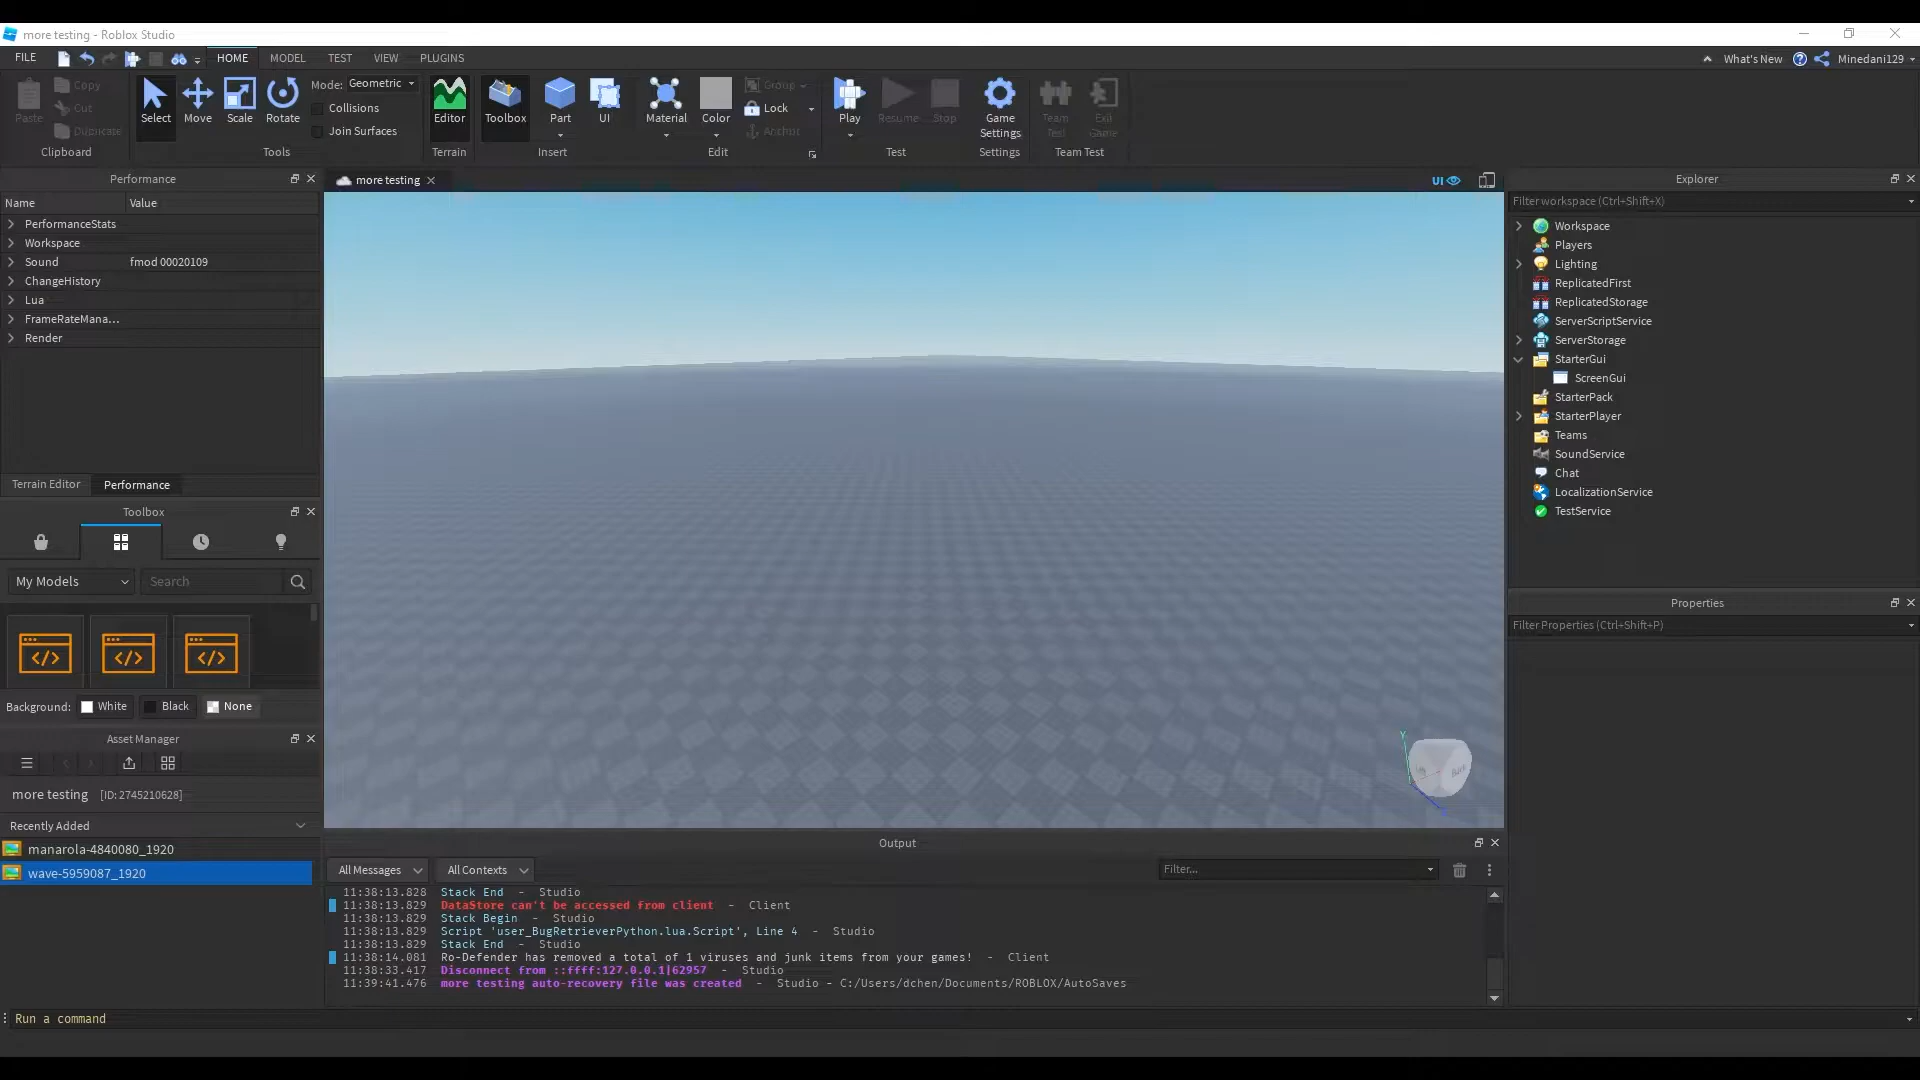 more testing - Roblox Studio
FILE HOME MODEL TEST VIEW PLUGINS What's New Minedani129
Paste Copy Cut Duplicate
Clipboard
Select Move Scale Rotate
Mode: Geometric
Collisions
Join Surfaces
Tools
Editor
Terrain
Toolbox Part UI
Insert
Material Color Group Lock Anchor
Edit
Play Resume Stop
Test
Game Settings
Settings
Team Test Exit Game
Team Test
Performance
Name Value
PerformanceStats
Workspace
Sound fmod 00020109
ChangeHistory
Lua
FrameRateMana...
Render
Terrain Editor Performance
Toolbox
My Models Search
Background: White Black None
Asset Manager
more testing [ID: 2745210628]
Recently Added
manarola-4840080_1920
wave-5959087_1920
more testing UI
Y
Back
Output
All Messages All Contexts Filter...
11:38:13.828 Stack End - Studio
11:38:13.829 DataStore can't be accessed from client - Client
11:38:13.829 Stack Begin - Studio
11:38:13.829 Script 'user_BugRetrieverPython.lua.Script', Line 4 - Studio
11:38:13.829 Stack End - Studio
11:38:14.081 Ro-Defender has removed a total of 1 viruses and junk items from your games! - Client
11:38:33.417 Disconnect from ::ffff:127.0.0.1|62957 - Studio
11:39:41.476 more testing auto-recovery file was created - Studio - C:/Users/dchen/Documents/ROBLOX/AutoSaves
Run a command
Explorer
Filter workspace (Ctrl+Shift+X)
Workspace
Players
Lighting
ReplicatedFirst
ReplicatedStorage
ServerScriptService
ServerStorage
StarterGui
ScreenGui
StarterPack
StarterPlayer
Teams
SoundService
Chat
LocalizationService
TestService
Properties
Filter Properties (Ctrl+Shift+P)